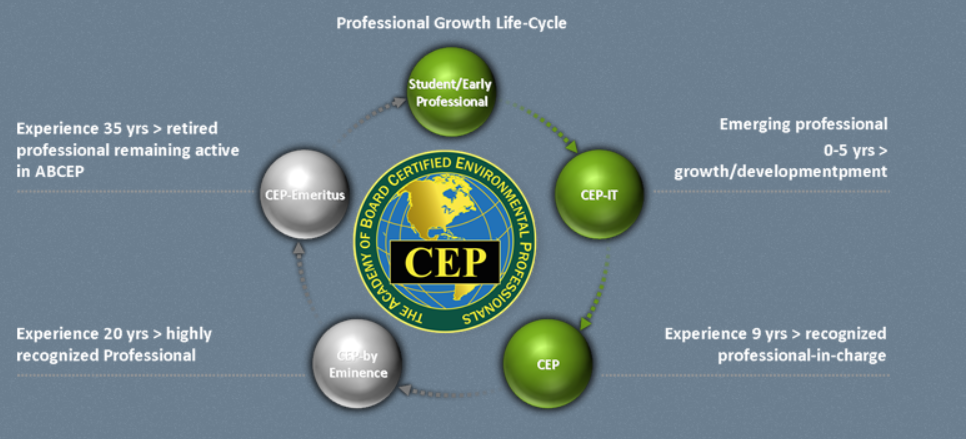 Professional Growth Life-Cycle
Student/Early
Professional
Experience 35 yrs > retired
professional remaining active
in ABCEP
Emerging professional
0-5 yrs >
growth/developmentpment
CEP-Emeritus
CEP-IT
THE ACADEMY OF BOARD CERTIFIED ENVIRONMENTAL PROFESSIONALS
CEP
Experience 20 yrs > highly
recognized Professional
Experience 9 yrs > recognized
professional-in-charge
CEP-by
Eminence
CEP